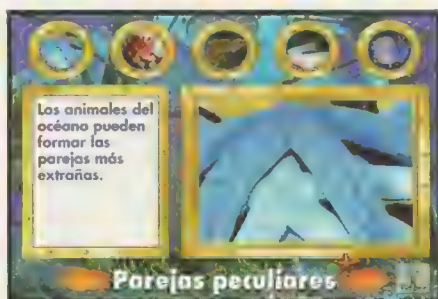 Los animales del
océano pueden
formar las
parejas más
extrañas.
Parejas peculiares